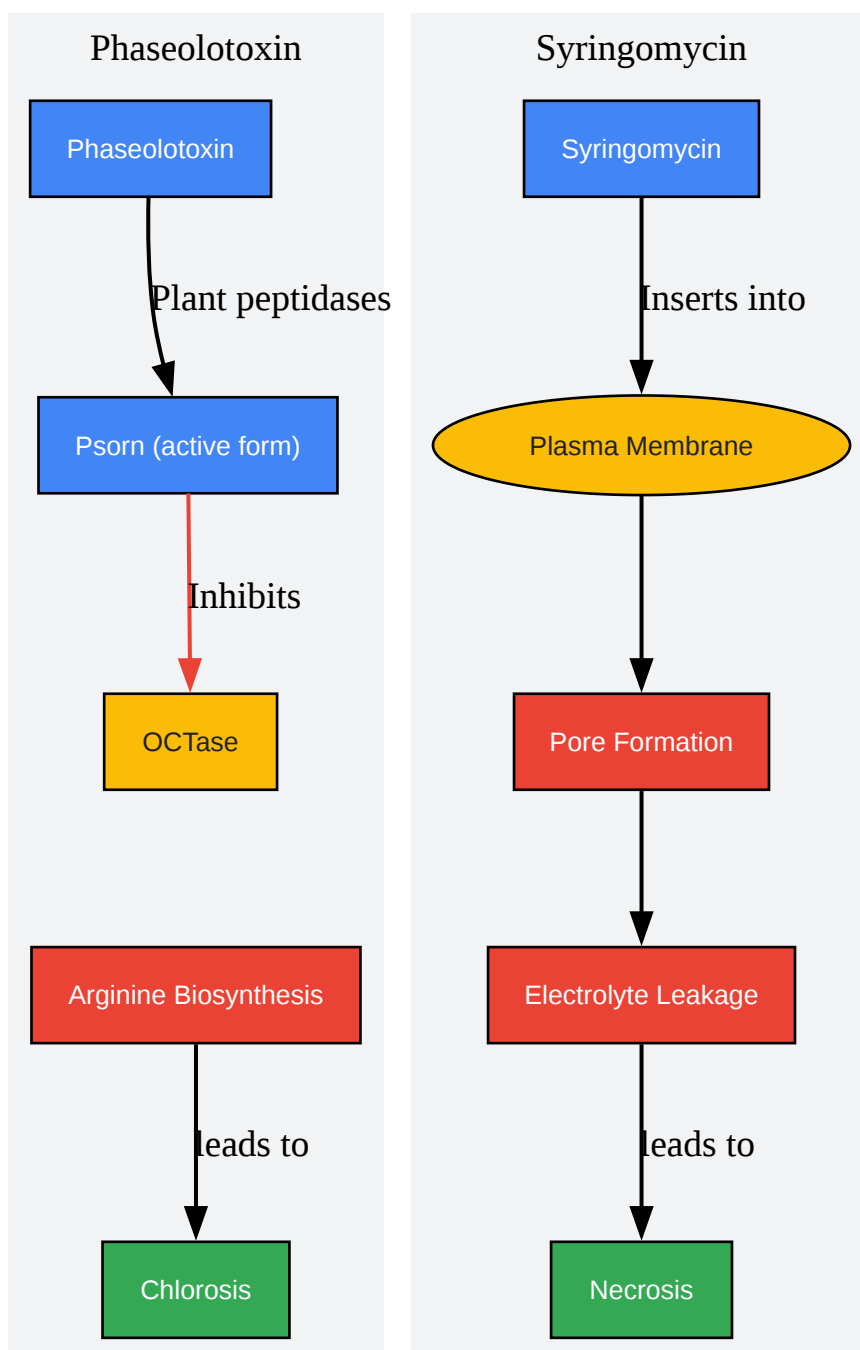 Phaseolotoxin
Phaseolotoxin
Plant peptidases
Psorn (active form)
Inhibits
OCTase
Arginine Biosynthesis
leads to
Chlorosis
Syringomycin
Syringomycin
Inserts into
Plasma Membrane
Pore Formation
Electrolyte Leakage
leads to
Necrosis